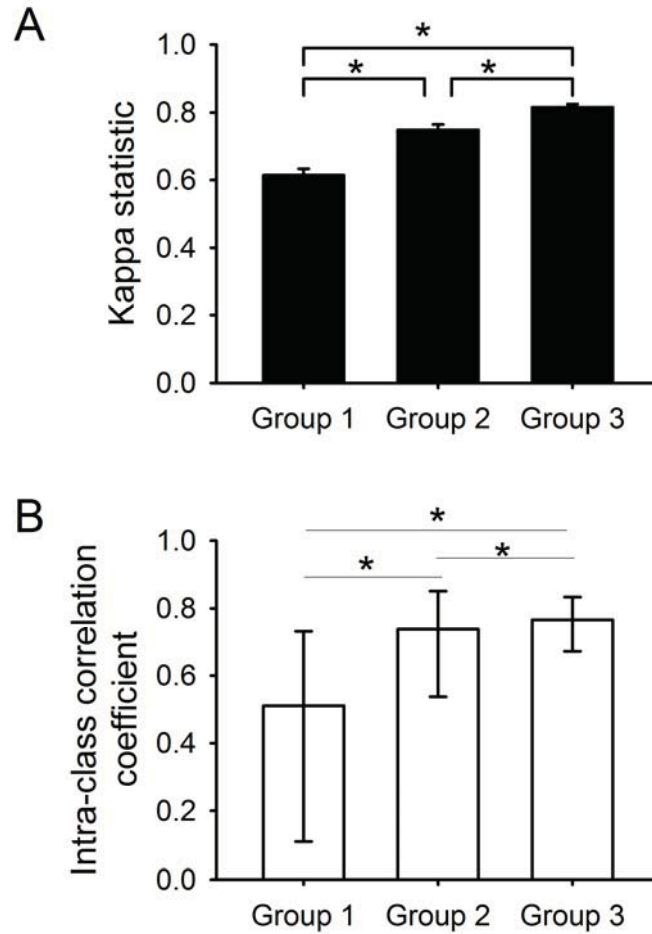 A
*
* *
1.0
0.8
0.6
0.4
0.2
0.0
Kappa statistic
Group 1 Group 2 Group 3
B
*
* *
1.0
0.8
0.6
0.4
0.2
0.0
Intra-class correlation
coefficient
Group 1 Group 2 Group 3